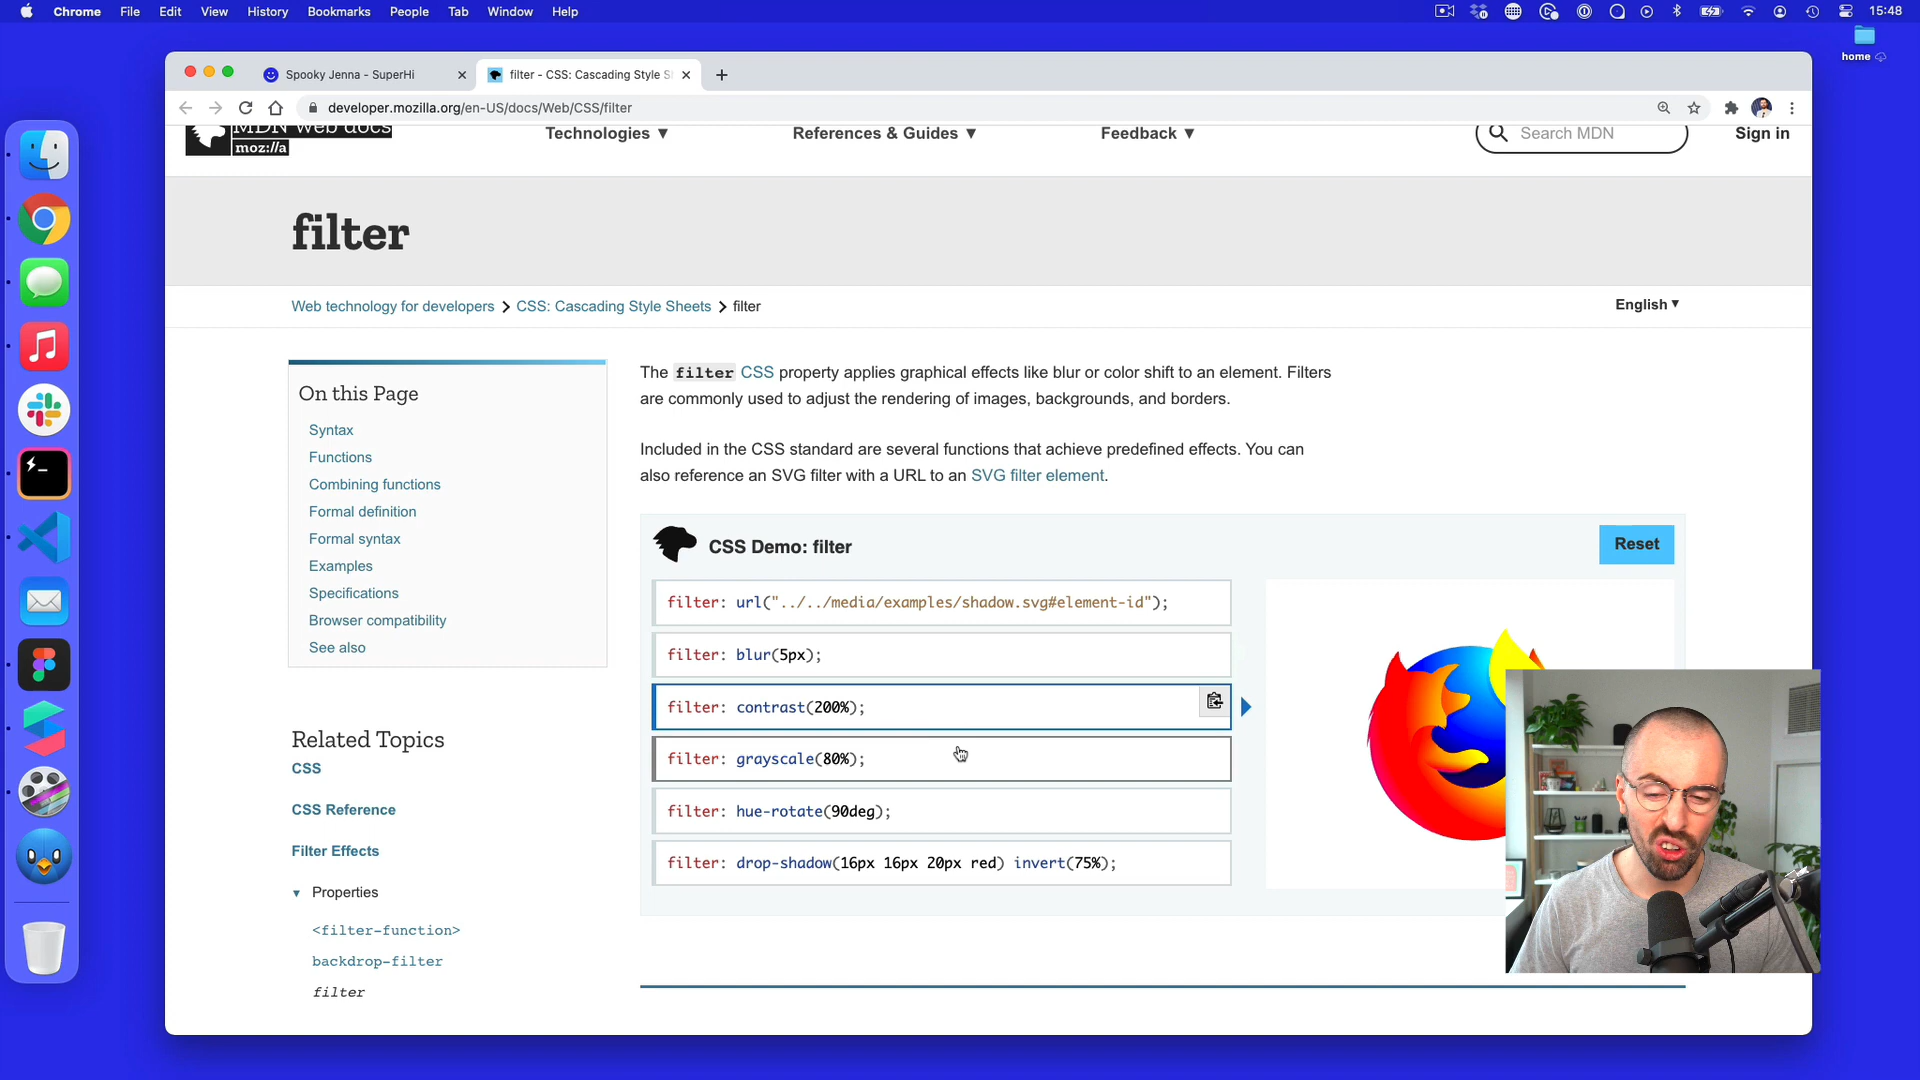 Chrome File Edit View History Bookmarks People Tab Window Help
15:48
home
Spooky Jenna - SuperHi
filter - CSS: Cascading Style S
developer.mozilla.org/en-US/docs/Web/CSS/filter
MDN web docs
moz://a
Technologies ▼
References & Guides ▼
Feedback ▼
Search MDN
Sign in
filter
Web technology for developers > CSS: Cascading Style Sheets > filter
English ▼
On this Page
Syntax
Functions
Combining functions
Formal definition
Formal syntax
Examples
Specifications
Browser compatibility
See also
Related Topics
CSS
CSS Reference
Filter Effects
▼ Properties
<filter-function>
backdrop-filter
filter
The filter CSS property applies graphical effects like blur or color shift to an element. Filters
are commonly used to adjust the rendering of images, backgrounds, and borders.
Included in the CSS standard are several functions that achieve predefined effects. You can
also reference an SVG filter with a URL to an SVG filter element.
CSS Demo: filter
Reset
filter: url("../../media/examples/shadow.svg#element-id");
filter: blur(5px);
filter: contrast(200%);
filter: grayscale(80%);
filter: hue-rotate(90deg);
filter: drop-shadow(16px 16px 20px red) invert(75%);